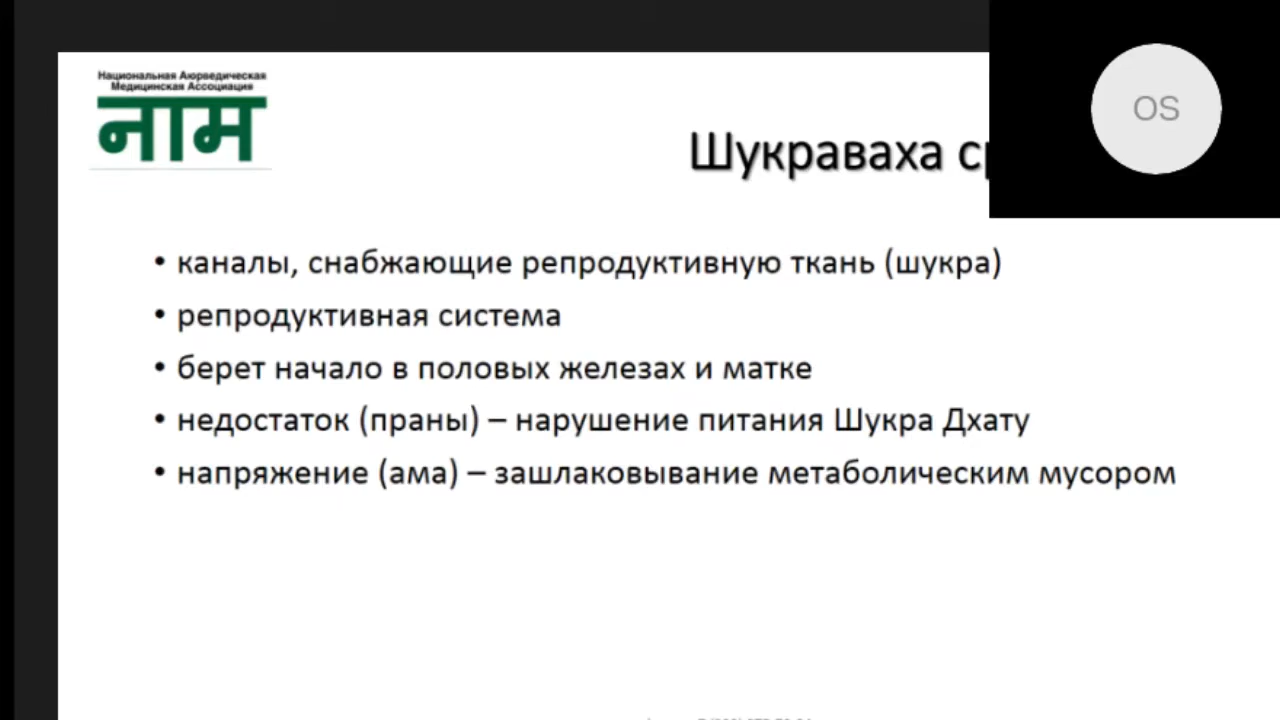 Национальная Аюрведическая
Медицинская Ассоциация
नाम
OS
Шукраваха
• каналы, снабжающие репродуктивную ткань (шукра)
• репродуктивная система
• берет начало в половых железах и матке
• недостаток (праны) – нарушение питания Шукра Дхату
• напряжение (ама) – зашлаковывание метаболическим мусором